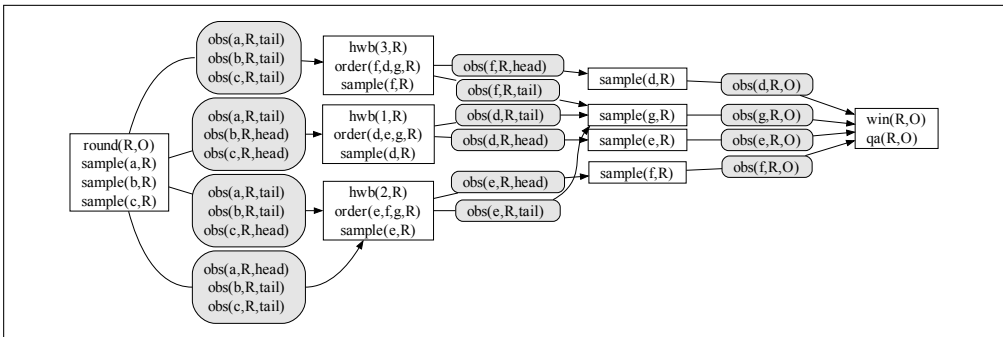 round(R,O)
sample(a,R)
sample(b,R)
sample(c,R)
obs(a,R,tail)
obs(b,R,tail)
obs(c,R,tail)
obs(a,R,tail)
obs(b,R,head)
obs(c,R,head)
obs(a,R,tail)
obs(b,R,tail)
obs(c,R,head)
obs(a,R,head)
obs(b,R,tail)
obs(c,R,tail)
hwb(3,R)
order(f,d,g,R)
sample(f,R)
hwb(1,R)
order(d,e,g,R)
sample(d,R)
hwb(2,R)
order(e,f,g,R)
sample(e,R)
obs(f,R,head)
obs(f,R,tail)
obs(d,R,tail)
obs(d,R,head)
obs(e,R,head)
obs(e,R,tail)
sample(d,R)
sample(g,R)
sample(e,R)
sample(f,R)
obs(d,R,O)
obs(g,R,O)
obs(e,R,O)
obs(f,R,O)
win(R,O)
qa(R,O)